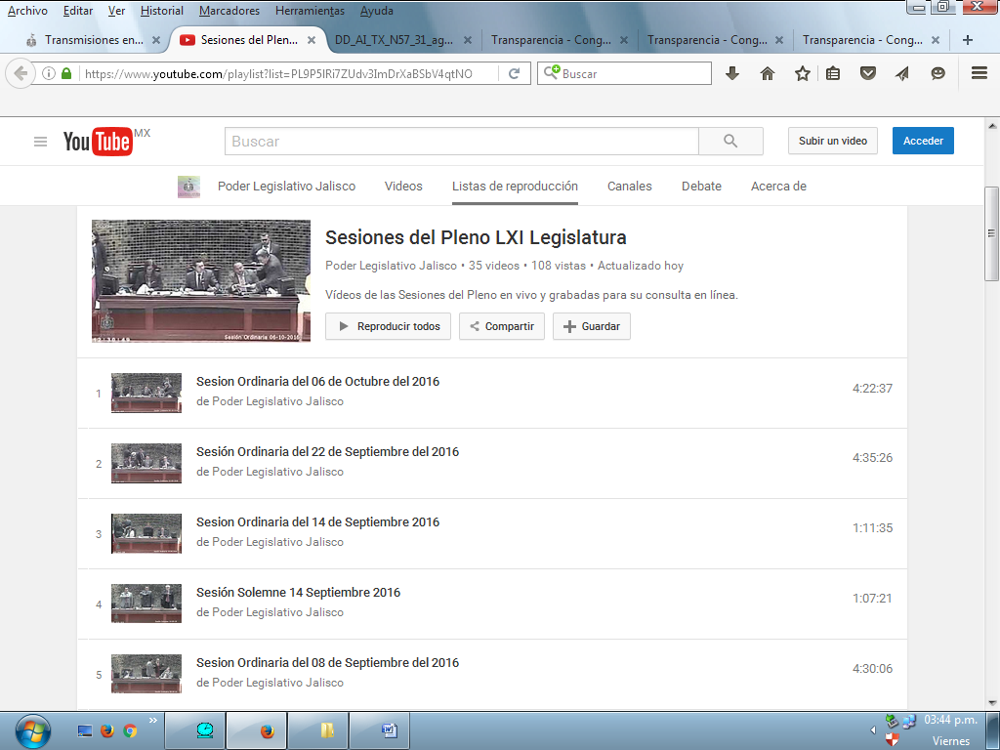 Archivo Editar Ver Historial Marcadores Herramientas Ayuda
Transmisiones en... Sesiones del Plen... DD_AI_TX_N57_31_ag... Transparencia - Cong... Transparencia - Cong... Transparencia - Cong...
https://www.youtube.com/playlist?list=PL9P5IRi7ZUdv3ImDrXaBSbV4qtNO Buscar
YouTube MX Buscar Subir un video Acceder
Poder Legislativo Jalisco Videos Listas de reproducción Canales Debate Acerca de
Sesiones del Pleno LXI Legislatura
Poder Legislativo Jalisco • 35 videos • 108 vistas • Actualizado hoy
Vídeos de las Sesiones del Pleno en vivo y grabadas para su consulta en línea.
Reproducir todos Compartir Guardar
Sesión Ordinaria 06-10-2016
1 Sesion Ordinaria del 06 de Octubre del 2016 4:22:37
de Poder Legislativo Jalisco
2 Sesión Ordinaria del 22 de Septiembre del 2016 4:35:26
de Poder Legislativo Jalisco
3 Sesion Ordinaria del 14 de Septiembre 2016 1:11:35
de Poder Legislativo Jalisco
4 Sesión Solemne 14 Septiembre 2016 1:07:21
de Poder Legislativo Jalisco
5 Sesion Ordinaria del 08 de Septiembre del 2016 4:30:06
de Poder Legislativo Jalisco
03:44 p.m.
Viernes